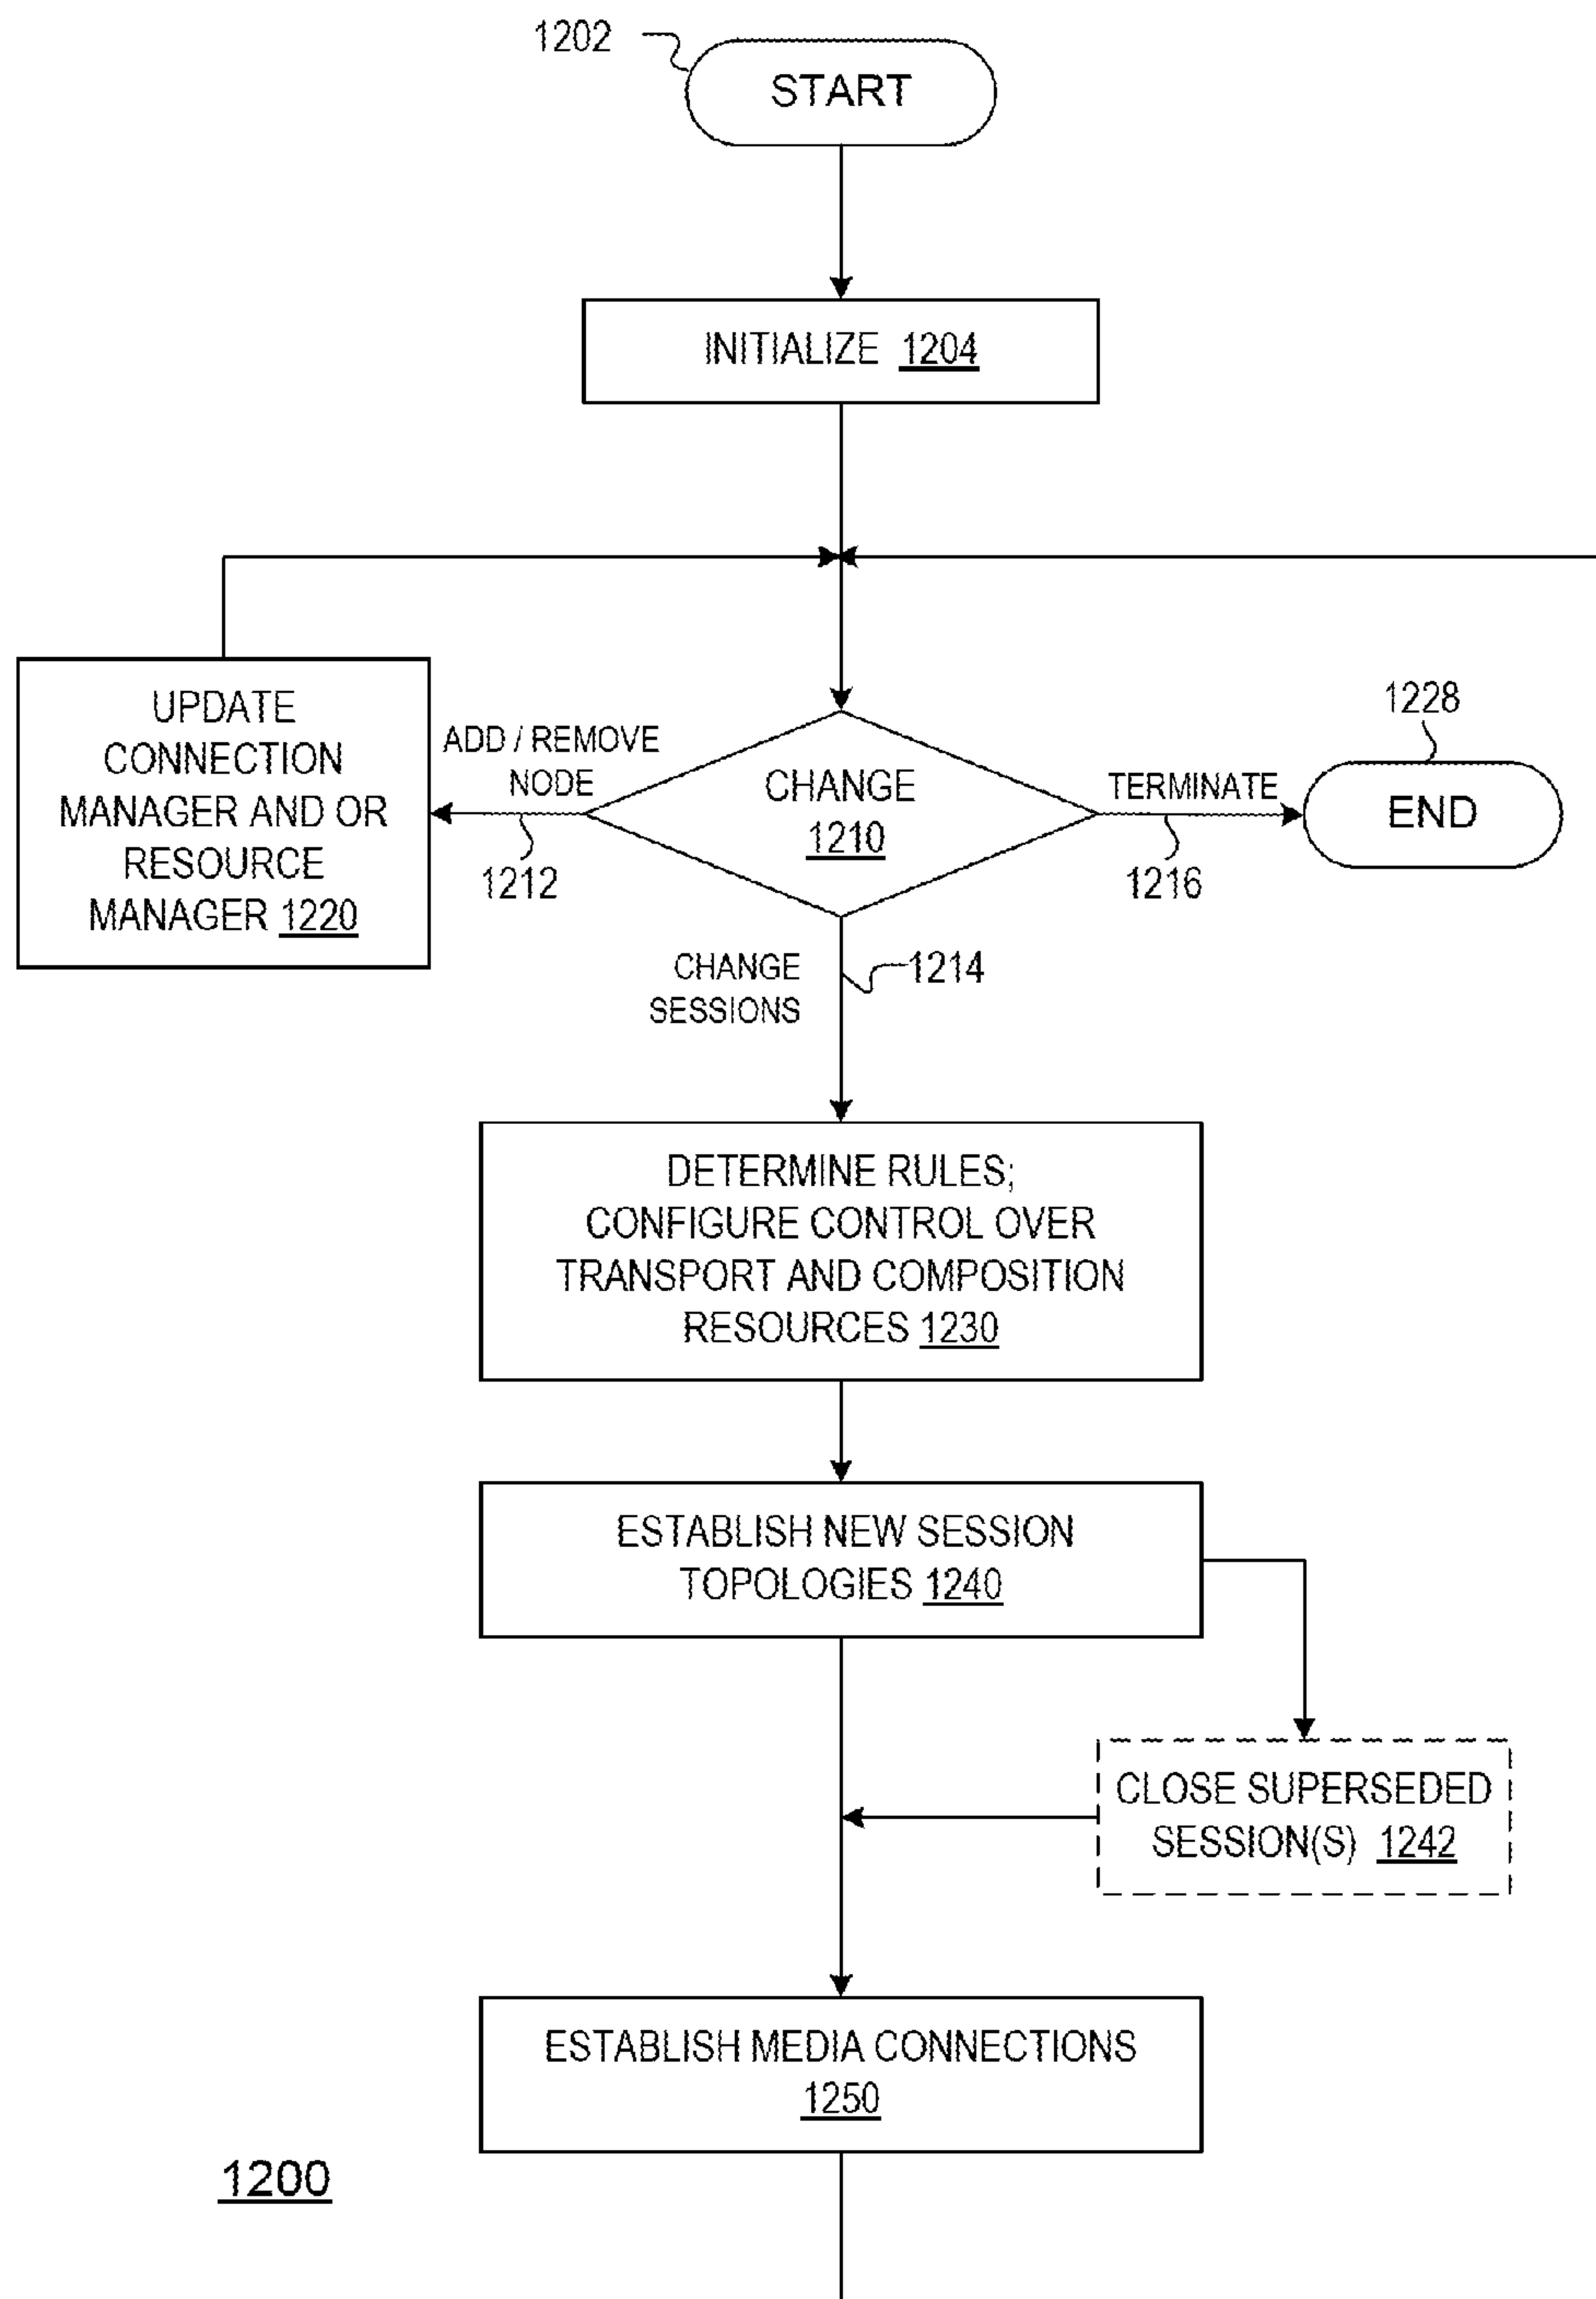 1202
START
INITIALIZE 1204
UPDATE
CONNECTION
MANAGER AND OR
RESOURCE
MANAGER 1220
ADD / REMOVE
NODE
1212
CHANGE
1210
TERMINATE
1216
1228
END
CHANGE
SESSIONS
1214
DETERMINE RULES;
CONFIGURE CONTROL OVER
TRANSPORT AND COMPOSITION
RESOURCES 1230
ESTABLISH NEW SESSION
TOPOLOGIES 1240
CLOSE SUPERSEDED
SESSION(S) 1242
ESTABLISH MEDIA CONNECTIONS
1250
1200